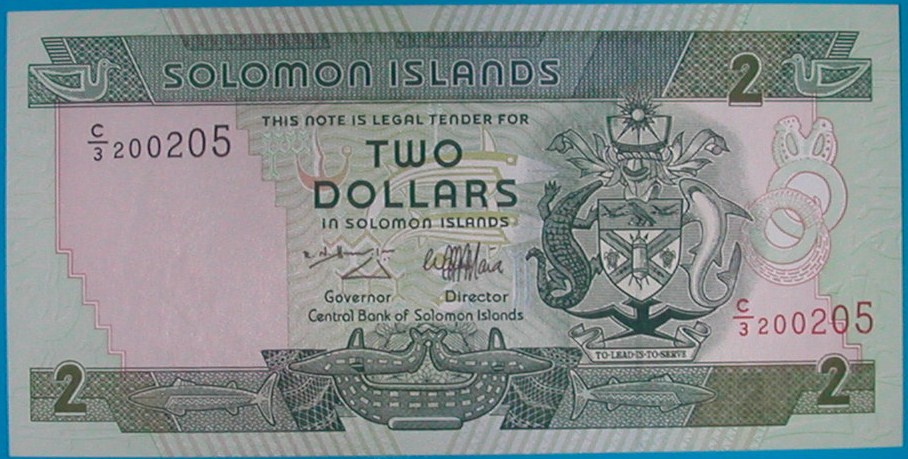 SOLOMON ISLANDS 2
C/3 200205
THIS NOTE IS LEGAL TENDER FOR
TWO
DOLLARS
IN SOLOMON ISLANDS
Governor Director
Central Bank of Solomon Islands
C/3 200205
TO·LEAD·IS·TO·SERVE
2 2